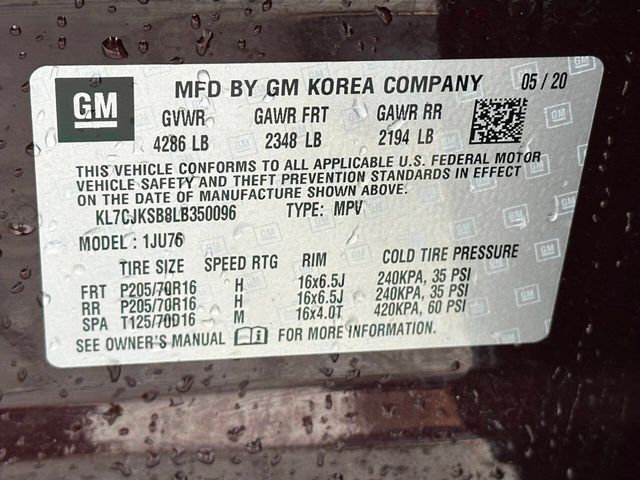 GM
MFD BY GM KOREA COMPANY 05 / 20
GVWR GAWR FRT GAWR RR
4286 LB 2348 LB 2194 LB
THIS VEHICLE CONFORMS TO ALL APPLICABLE U.S. FEDERAL MOTOR
VEHICLE SAFETY AND THEFT PREVENTION STANDARDS IN EFFECT
ON THE DATE OF MANUFACTURE SHOWN ABOVE.
KL7CJKSB8LB350096 TYPE: MPV
MODEL : 1JU76
TIRE SIZE SPEED RTG RIM COLD TIRE PRESSURE
FRT P205/70R16 H 16x6.5J 240KPA, 35 PSI
RR P205/70R16 H 16x6.5J 240KPA, 35 PSI
SPA T125/70D16 M 16x4.0T 420KPA, 60 PSI
SEE OWNER'S MANUAL FOR MORE INFORMATION.